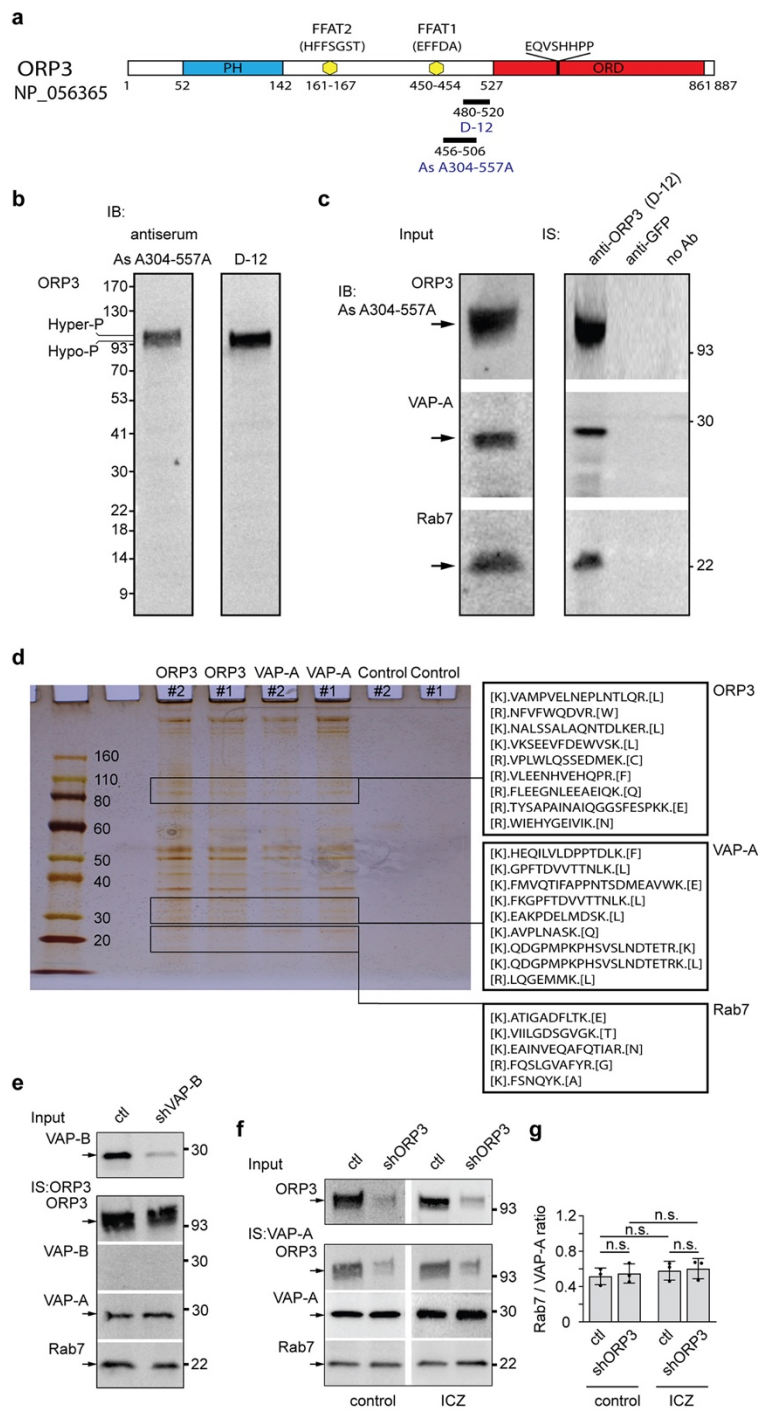 a
FFAT2 FFAT1
(HFFSGST) (EFFDA) EQVSHHPP
ORP3 PH ORD
NP_056365 1 52 142 161-167 450-454 527 861 887
480-520
D-12
456-506
As A304-557A
b
IB:
antiserum
As A304-557A D-12
ORP3
Hyper-P
Hypo-P
170
130
93
70
53
41
30
22
18
14
9
c
Input IS: anti-ORP3 (D-12) anti-GFP no Ab
ORP3
IB:
As A304-557A
93
VAP-A
30
Rab7
22
d
ORP3 ORP3 VAP-A VAP-A Control Control
#2 #1 #2 #1 #2 #1
160
110
80
60
50
40
30
20
ORP3
[K].VAMPVELNEPLNTLQR.[L]
[R].NFVFWQDVR.[W]
[K].NALSSALAQNTDLKER.[L]
[K].VKSEEVFDEWVSK.[L]
[R].VPLWLQSSEDMEK.[C]
[R].VLEENHVEHQPR.[F]
[R].FLEEGNLEEAEIQK.[Q]
[R].TYSAPAINAIQGGSFESPKK.[E]
[R].WIEHYGEIVIK.[N]
VAP-A
[K].HEQILVLDPPTDLK.[F]
[K].GPFTDVVTTNLK.[L]
[K].FMVQTIFAPPNTSDMEAVWK.[E]
[K].FKGPFTDVVTTNLK.[L]
[K].EAKPDELMDSK.[L]
[K].AVPLNASK.[Q]
[K].QDGPMPKPHSVSLNDTETR.[K]
[K].QDGPMPKPHSVSLNDTETRK.[L]
[R].LQGEMMK.[L]
Rab7
[K].ATIGADFLTK.[E]
[K].VIILGDSGVGK.[T]
[K].EAINVEQAFQTIAR.[N]
[R].FQSLGVAFYR.[G]
[K].FSNQYK.[A]
e
Input ctl shVAP-B
VAP-B
30
IS:ORP3
ORP3
93
VAP-B
30
VAP-A
30
Rab7
22
f
Input ctl shORP3 ctl shORP3
ORP3
93
IS:VAP-A
ORP3
93
VAP-A
30
Rab7
22
control ICZ
g
Rab7 / VAP-A ratio
1.2
0.8
0.4
0
n.s.
n.s.
n.s. n.s.
ctl shORP3 ctl shORP3
control ICZ